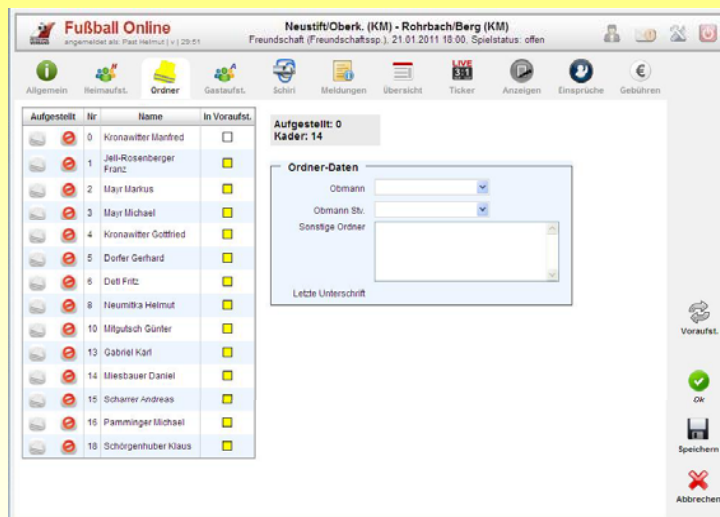 Fußball Online
angemeldet als: Past Helmut | v | 29:51
Neustift/Oberk. (KM) - Rohrbach/Berg (KM)
Freundschaft (Freundschaftssp.), 21.01.2011 18:00, Spielstatus: offen
Allgemein Heimaufst. Ordner Gastaufst. Schiri Meldungen Übersicht Ticker Anzeigen Einsprüche Gebühren
LIVE
3:1
Aufgestellt Nr Name In Voraufst.
0 Kronawitter Manfred
1 Jell-Rosenberger
Franz
2 Mayr Markus
3 Mayr Michael
4 Kronawitter Gottfried
5 Dorfer Gerhard
6 Detl Fritz
8 Neumitka Helmut
10 Mitgutsch Günter
13 Gabriel Karl
14 Miesbauer Daniel
15 Scharrer Andreas
16 Pamminger Michael
18 Schörgenhuber Klaus
Aufgestellt: 0
Kader: 14
Ordner-Daten
Obmann
Obmann Stv.
Sonstige Ordner
Letzte Unterschrift
Voraufst.
Ok
Speichern
Abbrechen